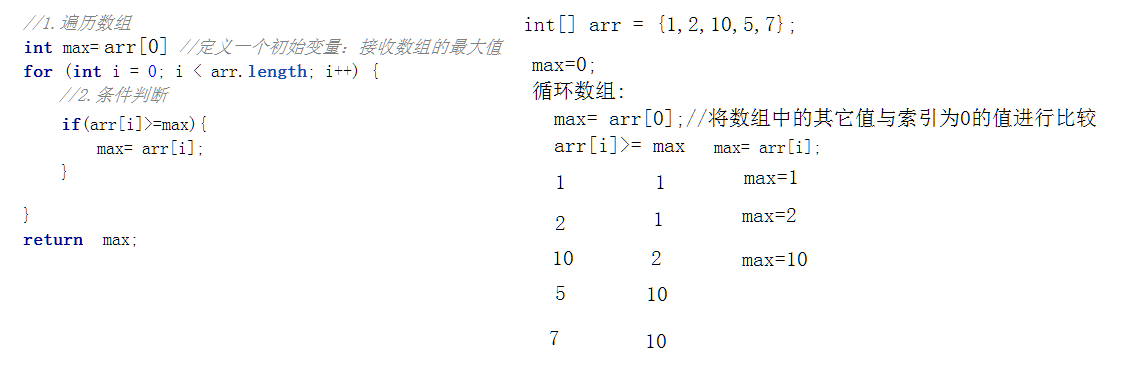 //1.遍历数组
int max= arr[0] //定义一个初始变量：接收数组的最大值
for (int i = 0; i < arr.length; i++) {
//2.条件判断
if(arr[i]>=max){
max= arr[i];
}
}
return max;
int[] arr = {1,2,10,5,7};
max=0;
循环数组:
max= arr[0];//将数组中的其它值与索引为0的值进行比较
arr[i]>= max max= arr[i];
1 1 max=1
2 1 max=2
10 2 max=10
5 10
7 10